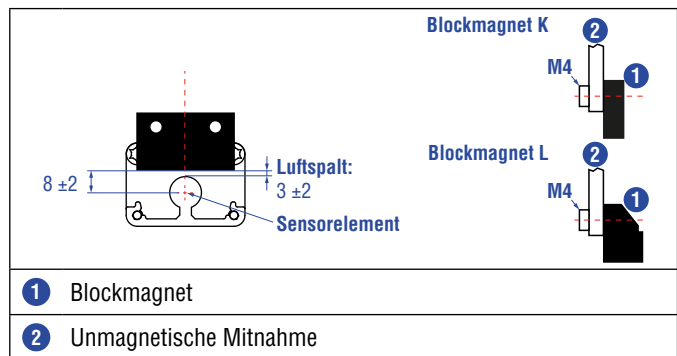 Blockmagnet K
2
M4
1
8 ±2
Luftspalt:
3 ±2
Sensorelement
Blockmagnet L
2
M4
1
1 Blockmagnet
2 Unmagnetische Mitnahme